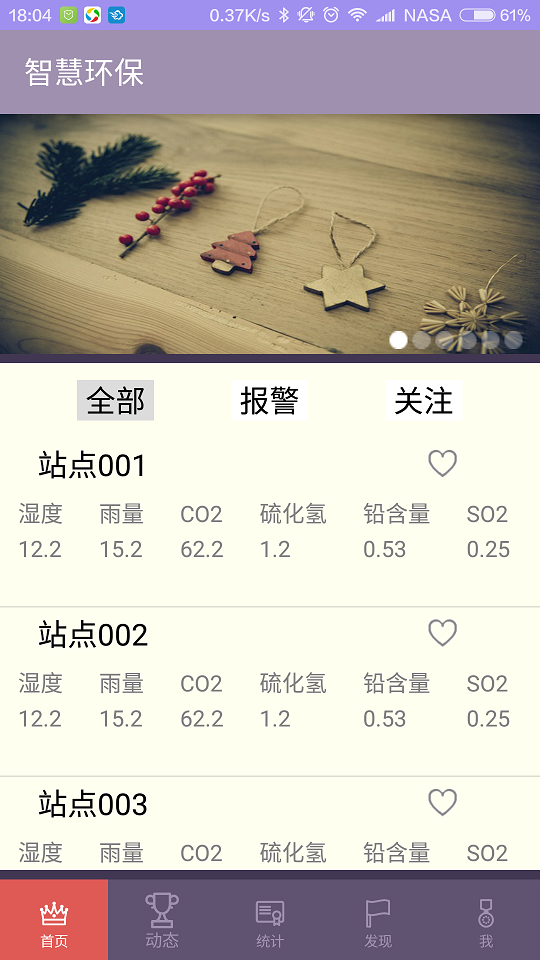 18:04 0.37K/s NASA 61%
智慧环保
全部 报警 关注
站点001
湿度 雨量 CO2 硫化氢 铅含量 SO2
12.2 15.2 62.2 1.2 0.53 0.25
站点002
湿度 雨量 CO2 硫化氢 铅含量 SO2
12.2 15.2 62.2 1.2 0.53 0.25
站点003
湿度 雨量 CO2 硫化氢 铅含量 SO2
首页 动态 统计 发现 我